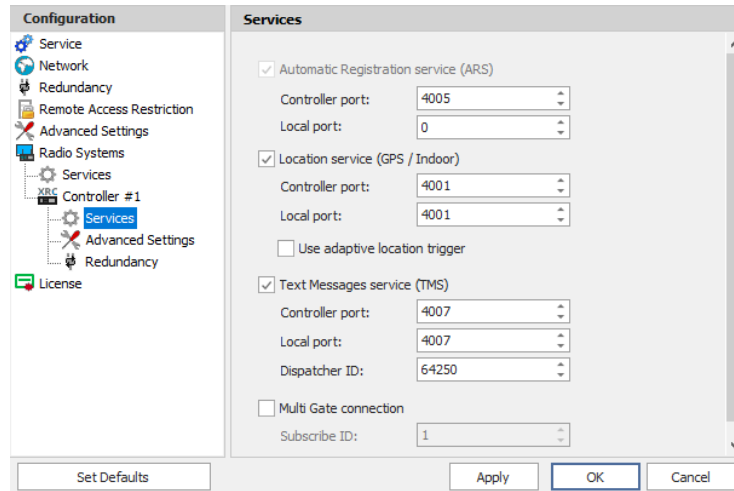 Configuration
Service
Network
Redundancy
Remote Access Restriction
Advanced Settings
Radio Systems
Services
XRC Controller #1
Services
Advanced Settings
Redundancy
License
Set Defaults
Services
Automatic Registration service (ARS)
Controller port: 4005
Local port: 0
Location service (GPS / Indoor)
Controller port: 4001
Local port: 4001
Use adaptive location trigger
Text Messages service (TMS)
Controller port: 4007
Local port: 4007
Dispatcher ID: 64250
Multi Gate connection
Subscribe ID: 1
Apply OK Cancel